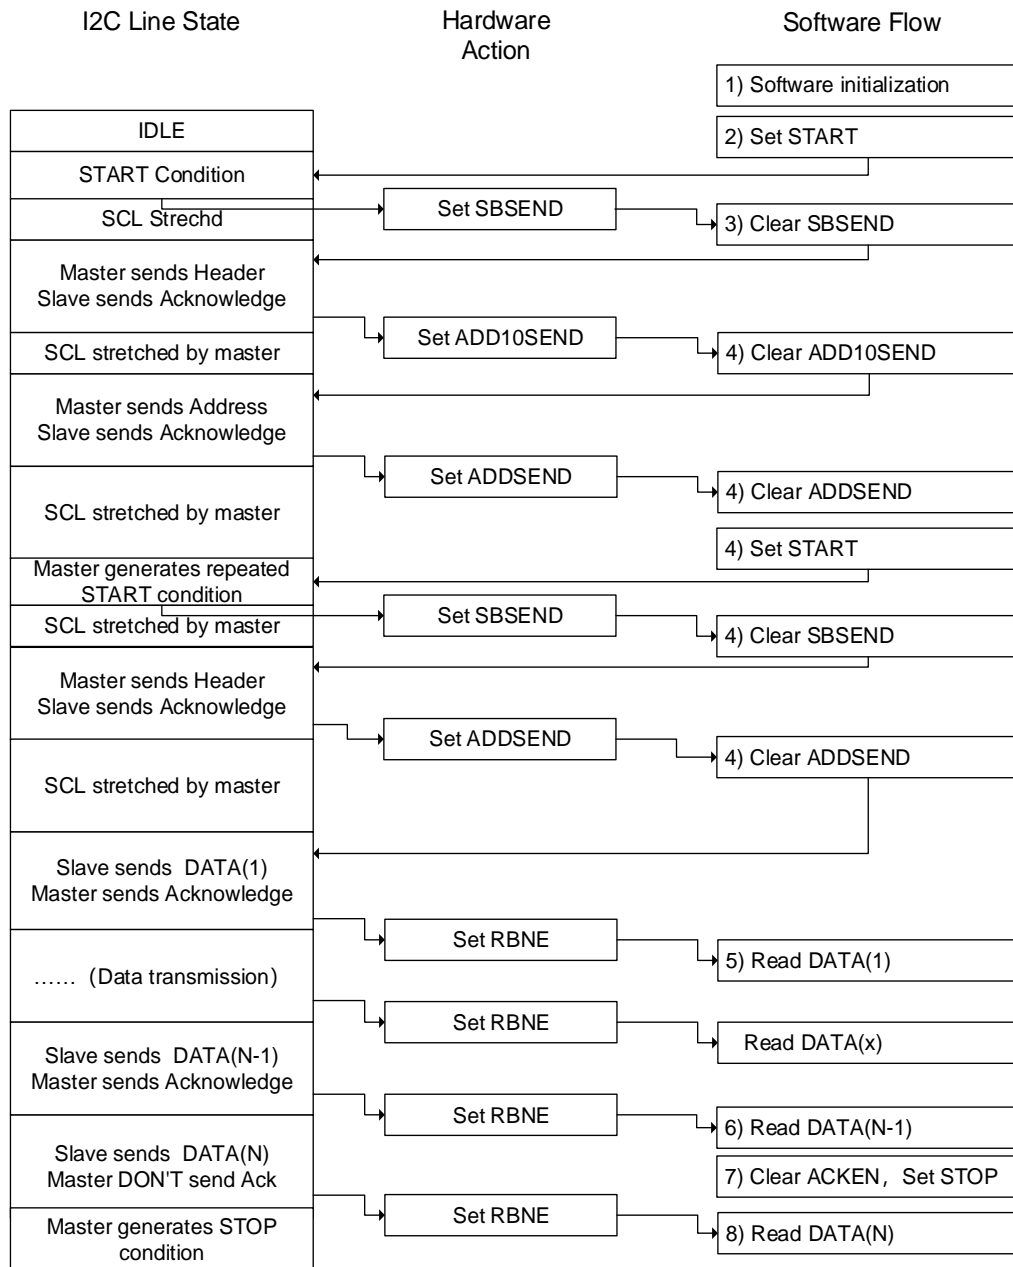 I2C Line State
Hardware
Action
Software Flow
1) Software initialization
IDLE
2) Set START
START Condition
Set SBSEND
SCL Strechd
3) Clear SBSEND
Master sends Header
Slave sends Acknowledge
Set ADD10SEND
SCL stretched by master
4) Clear ADD10SEND
Master sends Address
Slave sends Acknowledge
Set ADDSEND
4) Clear ADDSEND
SCL stretched by master
4) Set START
Master generates repeated
START condition
Set SBSEND
SCL stretched by master
4) Clear SBSEND
Master sends Header
Slave sends Acknowledge
Set ADDSEND
4) Clear ADDSEND
SCL stretched by master
Slave sends DATA(1)
Master sends Acknowledge
Set RBNE
5) Read DATA(1)
…… (Data transmission)
Set RBNE
Read DATA(x)
Slave sends DATA(N-1)
Master sends Acknowledge
Set RBNE
6) Read DATA(N-1)
Slave sends DATA(N)
Master DON'T send Ack
7) Clear ACKEN，Set STOP
Set RBNE
8) Read DATA(N)
Master generates STOP
condition